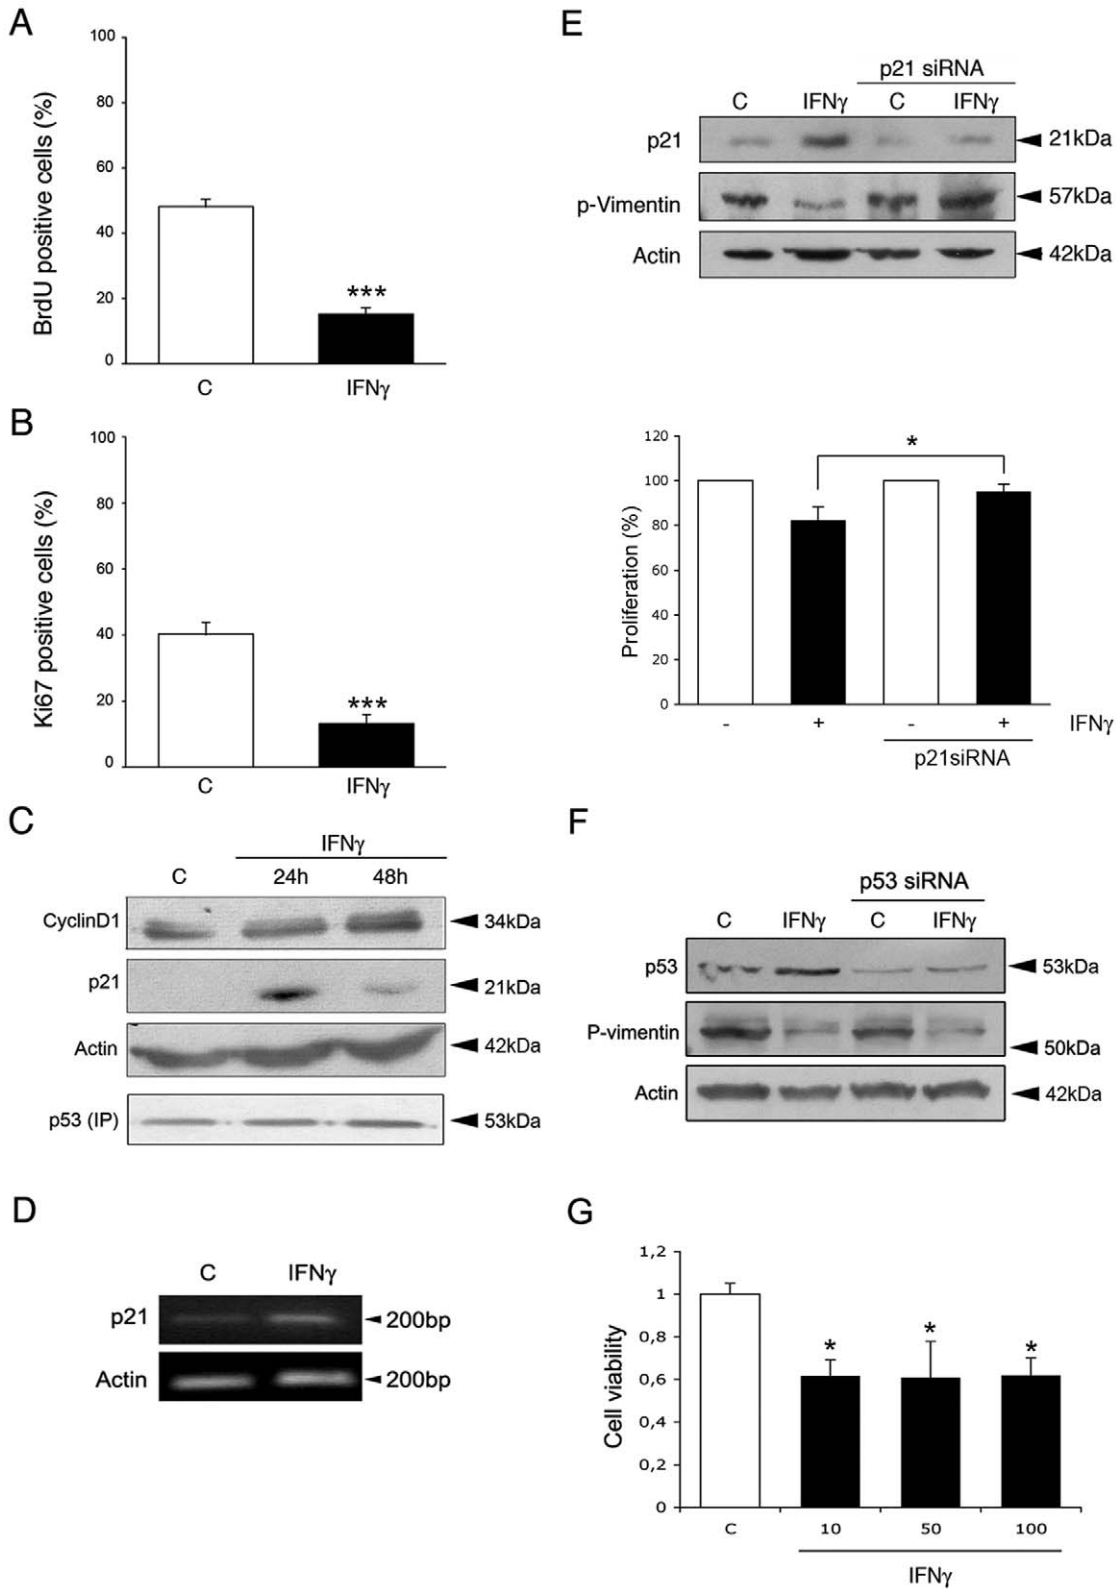 A
100
80
60
40
20
0
BrdU positive cells (%)
***
C IFNγ
B
100
80
60
40
20
0
Ki67 positive cells (%)
***
C IFNγ
C
IFNγ
C 24h 48h
CyclinD1 34kDa
p21 21kDa
Actin 42kDa
p53 (IP) 53kDa
D
C IFNγ
p21 200bp
Actin 200bp
E
p21 siRNA
C IFNγ C IFNγ
p21 21kDa
p-Vimentin 57kDa
Actin 42kDa
120
100
80
60
40
20
0
Proliferation (%)
*
- + - + IFNγ
p21siRNA
F
p53 siRNA
C IFNγ C IFNγ
p53 53kDa
P-vimentin 50kDa
Actin 42kDa
G
1,2
1
0,8
0,6
0,4
0,2
0
Cell viability
* * *
C 10 50 100
IFNγ